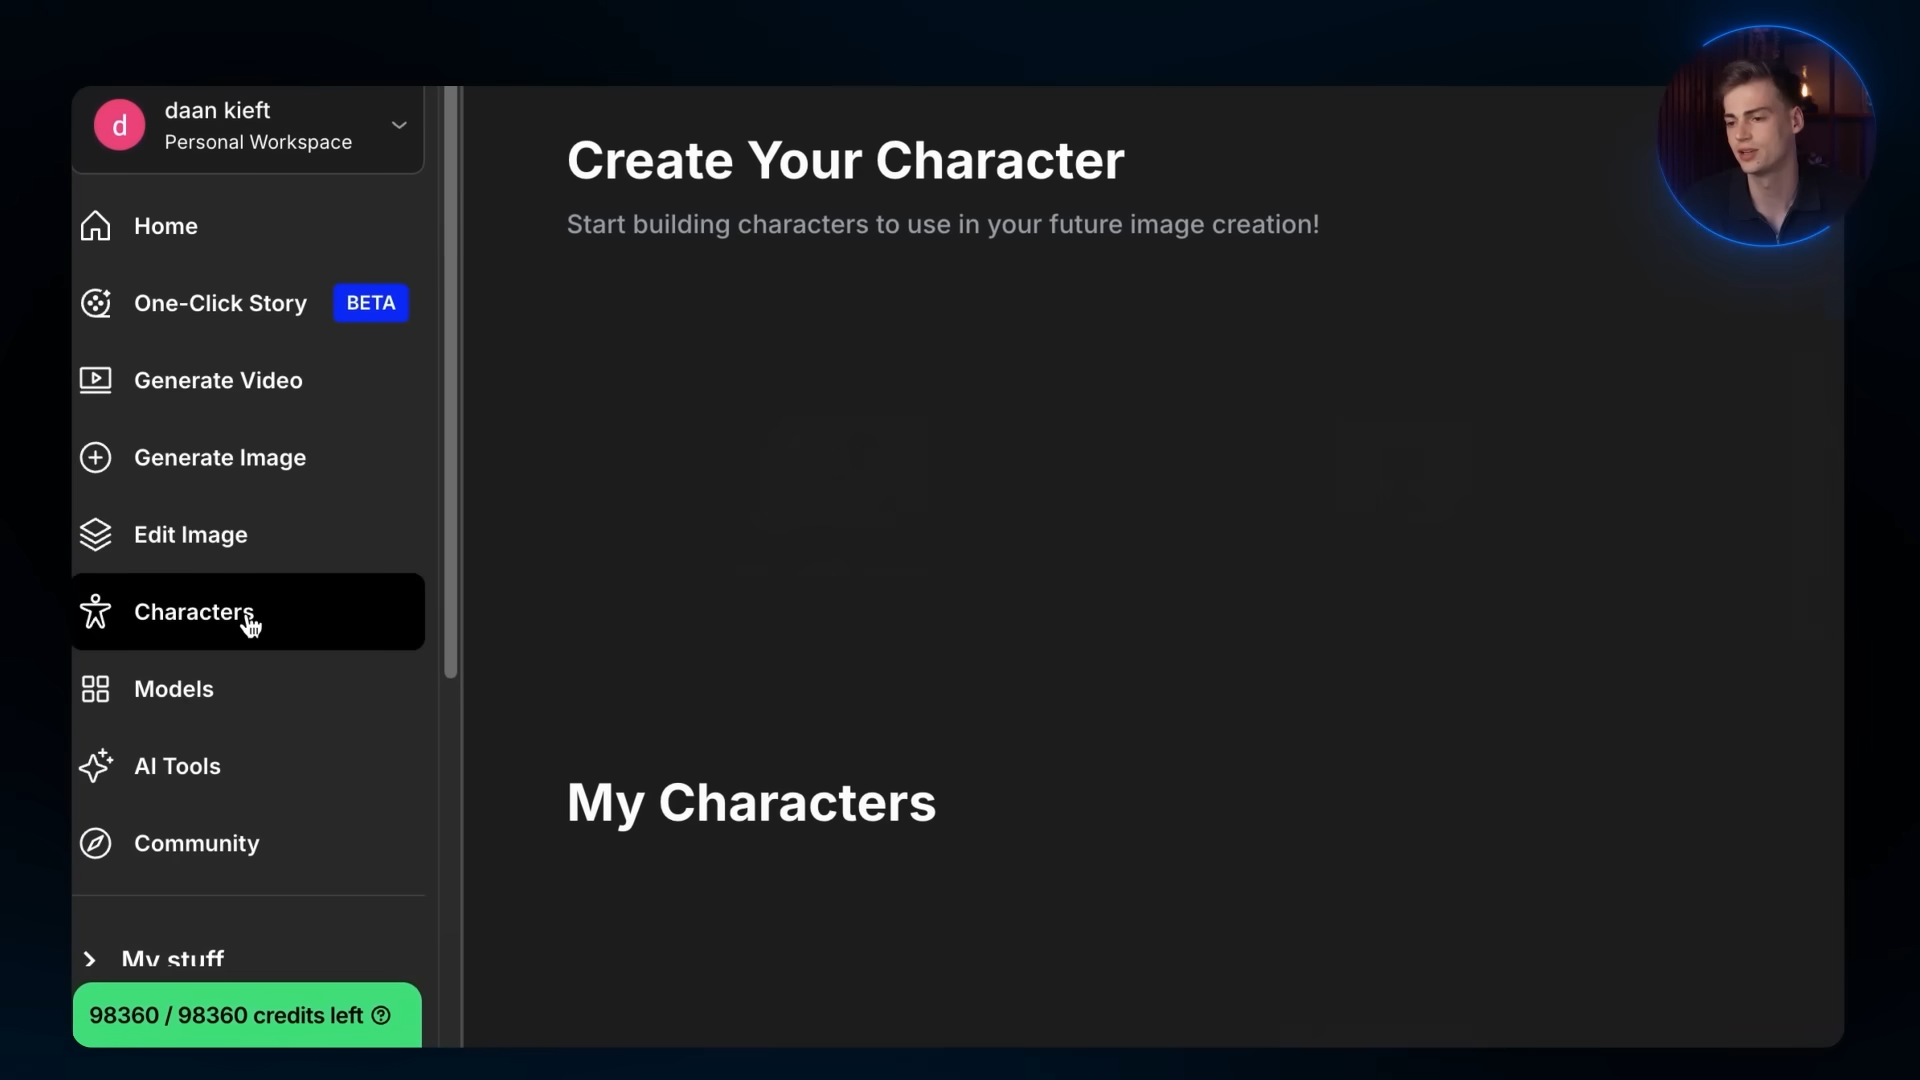 d
daan kieft
Personal Workspace
Home
One-Click Story
BETA
Generate Video
Generate Image
Edit Image
Characters
Models
AI Tools
Community
My stuff
98360 / 98360 credits left
Create Your Character
Start building characters to use in your future image creation!
My Characters